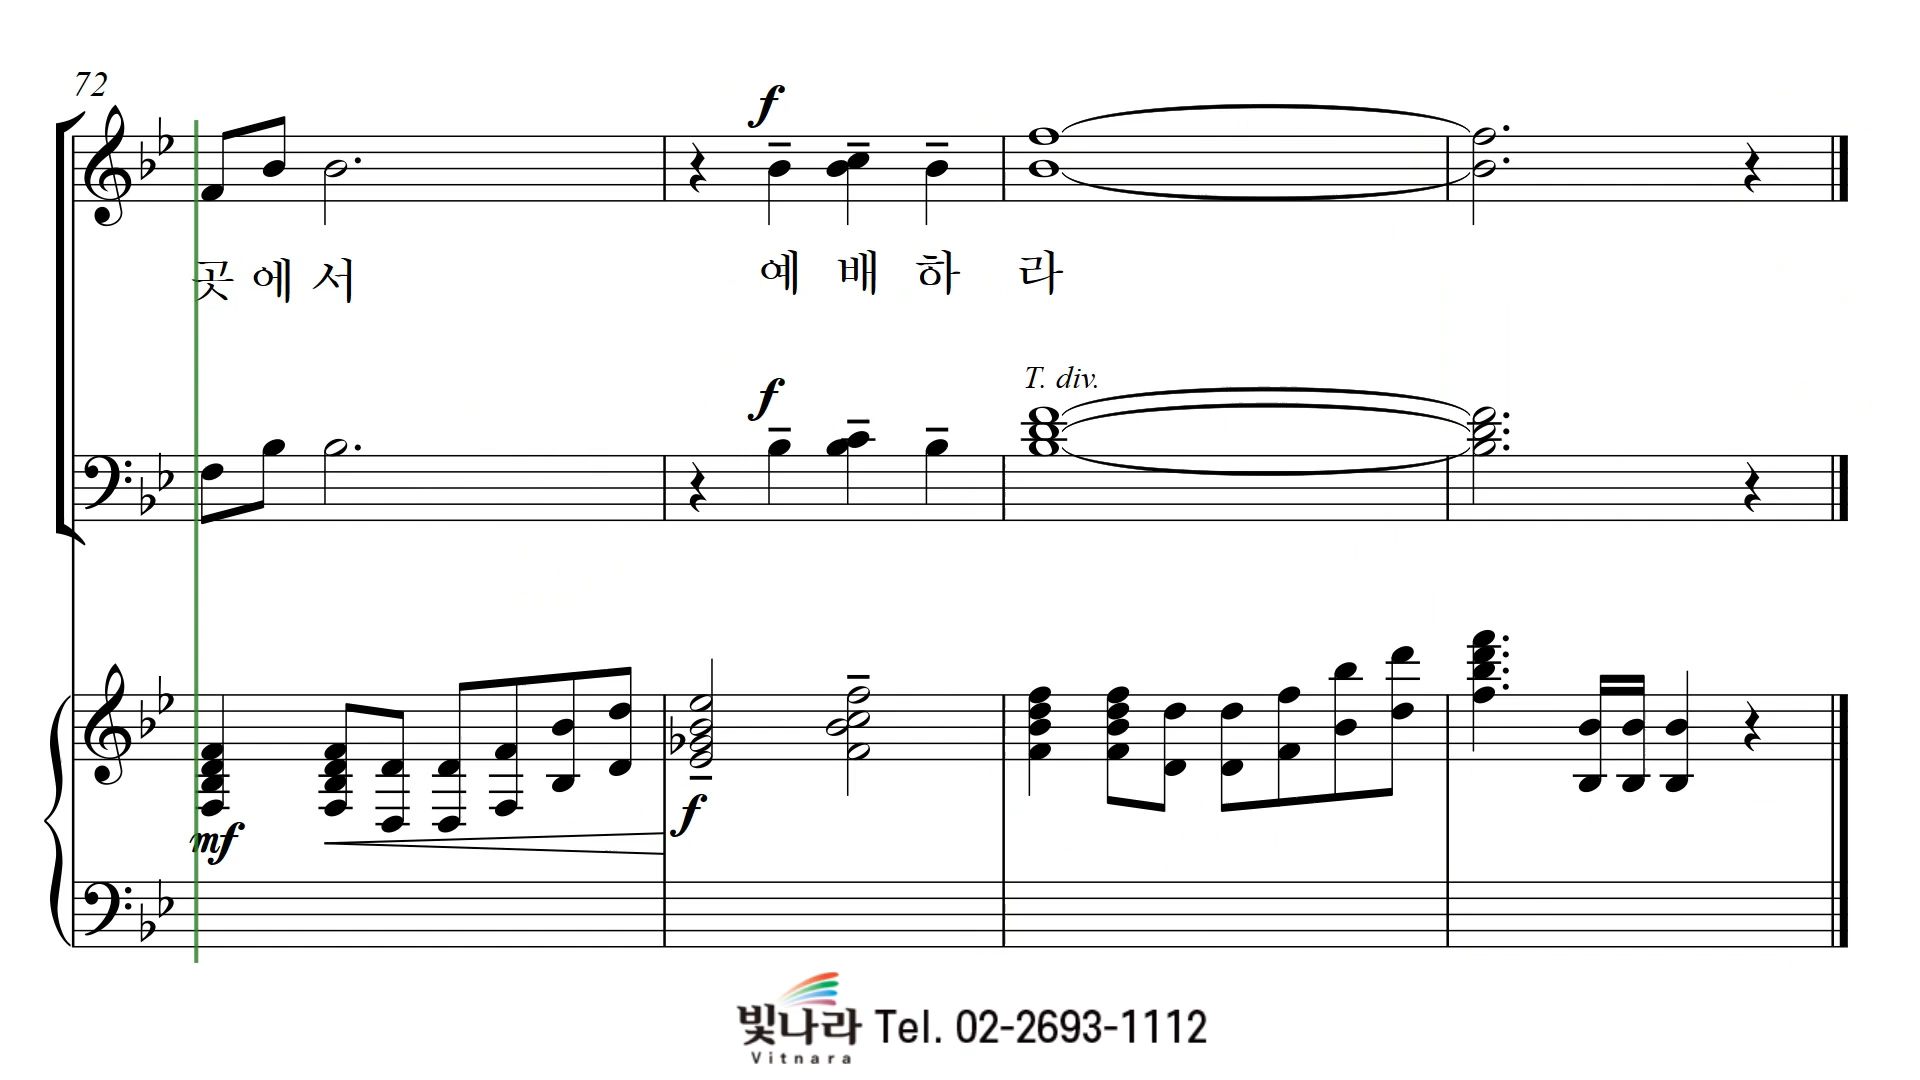 72
f
곳 에 서 예 배 하 라
T. div.
f
mf
f
빛나라 Tel. 02-2693-1112
Vitnara